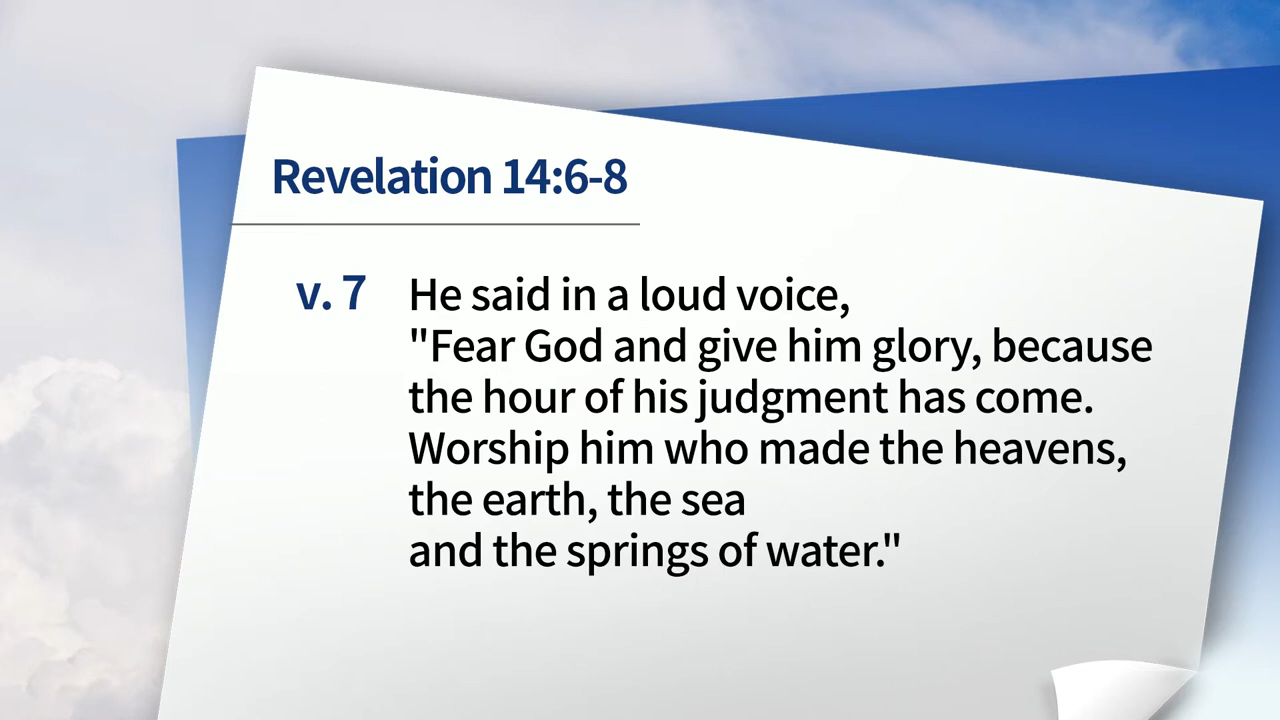 Revelation 14:6-8
v. 7 He said in a loud voice,
"Fear God and give him glory, because
the hour of his judgment has come.
Worship him who made the heavens,
the earth, the sea
and the springs of water."